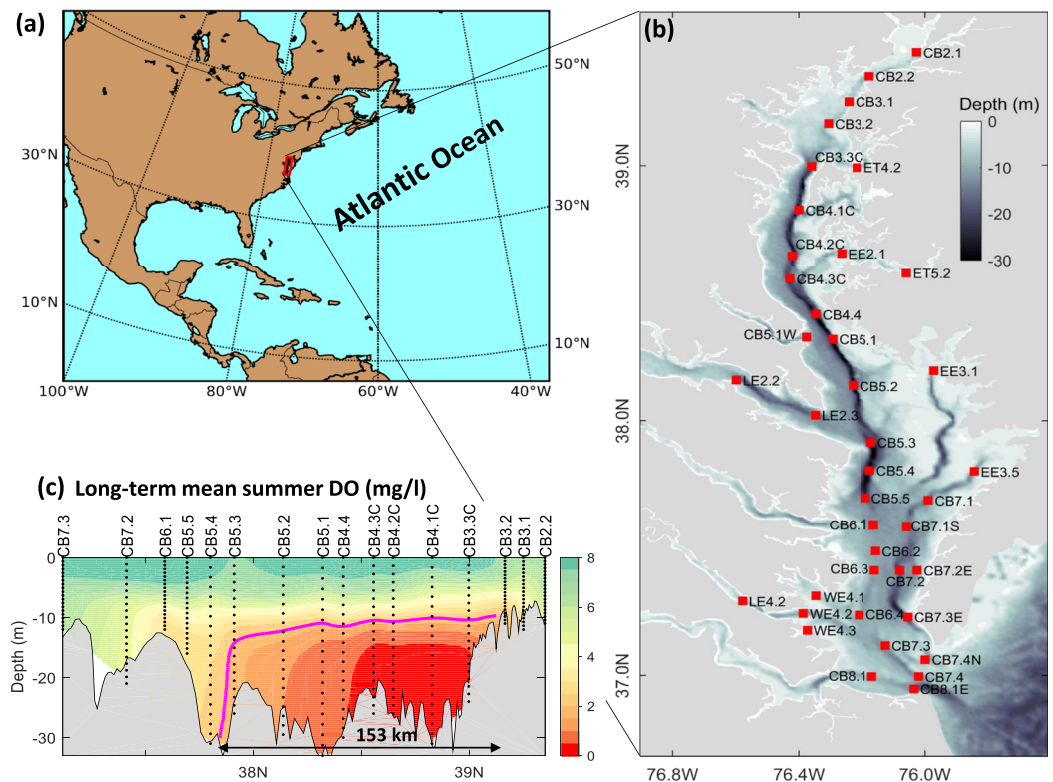 (a)
50°N
30°N
Atlantic Ocean
30°N
10°N
10°N
100°W
80°W
60°W
40°W
(b)
CB2.1
CB2.2
CB3.1
Depth (m)
CB3.2
0
-10
-20
-30
39.0N
CB3.3C
ET4.2
CB4.1C
CB4.2C
EE2.1
ET5.2
CB4.3C
CB4.4
CB5.1W
CB5.1
EE3.1
LE2.2
CB5.2
LE2.3
38.0N
CB5.3
CB5.4
EE3.5
CB5.5
CB7.1
CB6.1
CB7.1S
CB6.2
CB6.3
CB7.2
CB7.2E
WE4.1
LE4.2
WE4.2
CB6.4
CB7.3E
WE4.3
CB7.3
CB7.4N
37.0N
CB8.1
CB7.4
CB8.1E
76.8W
76.4W
76.0W
(c) Long-term mean summer DO (mg/l)
CB7.3
CB7.2
CB6.1
CB5.5
CB5.4
CB5.3
CB5.2
CB5.1
CB4.4
CB4.3C
CB4.2C
CB4.1C
CB3.3C
CB3.2
CB3.1
CB2.2
Depth (m)
0
-10
-20
-30
153 km
38N
39N
8
6
4
2
0